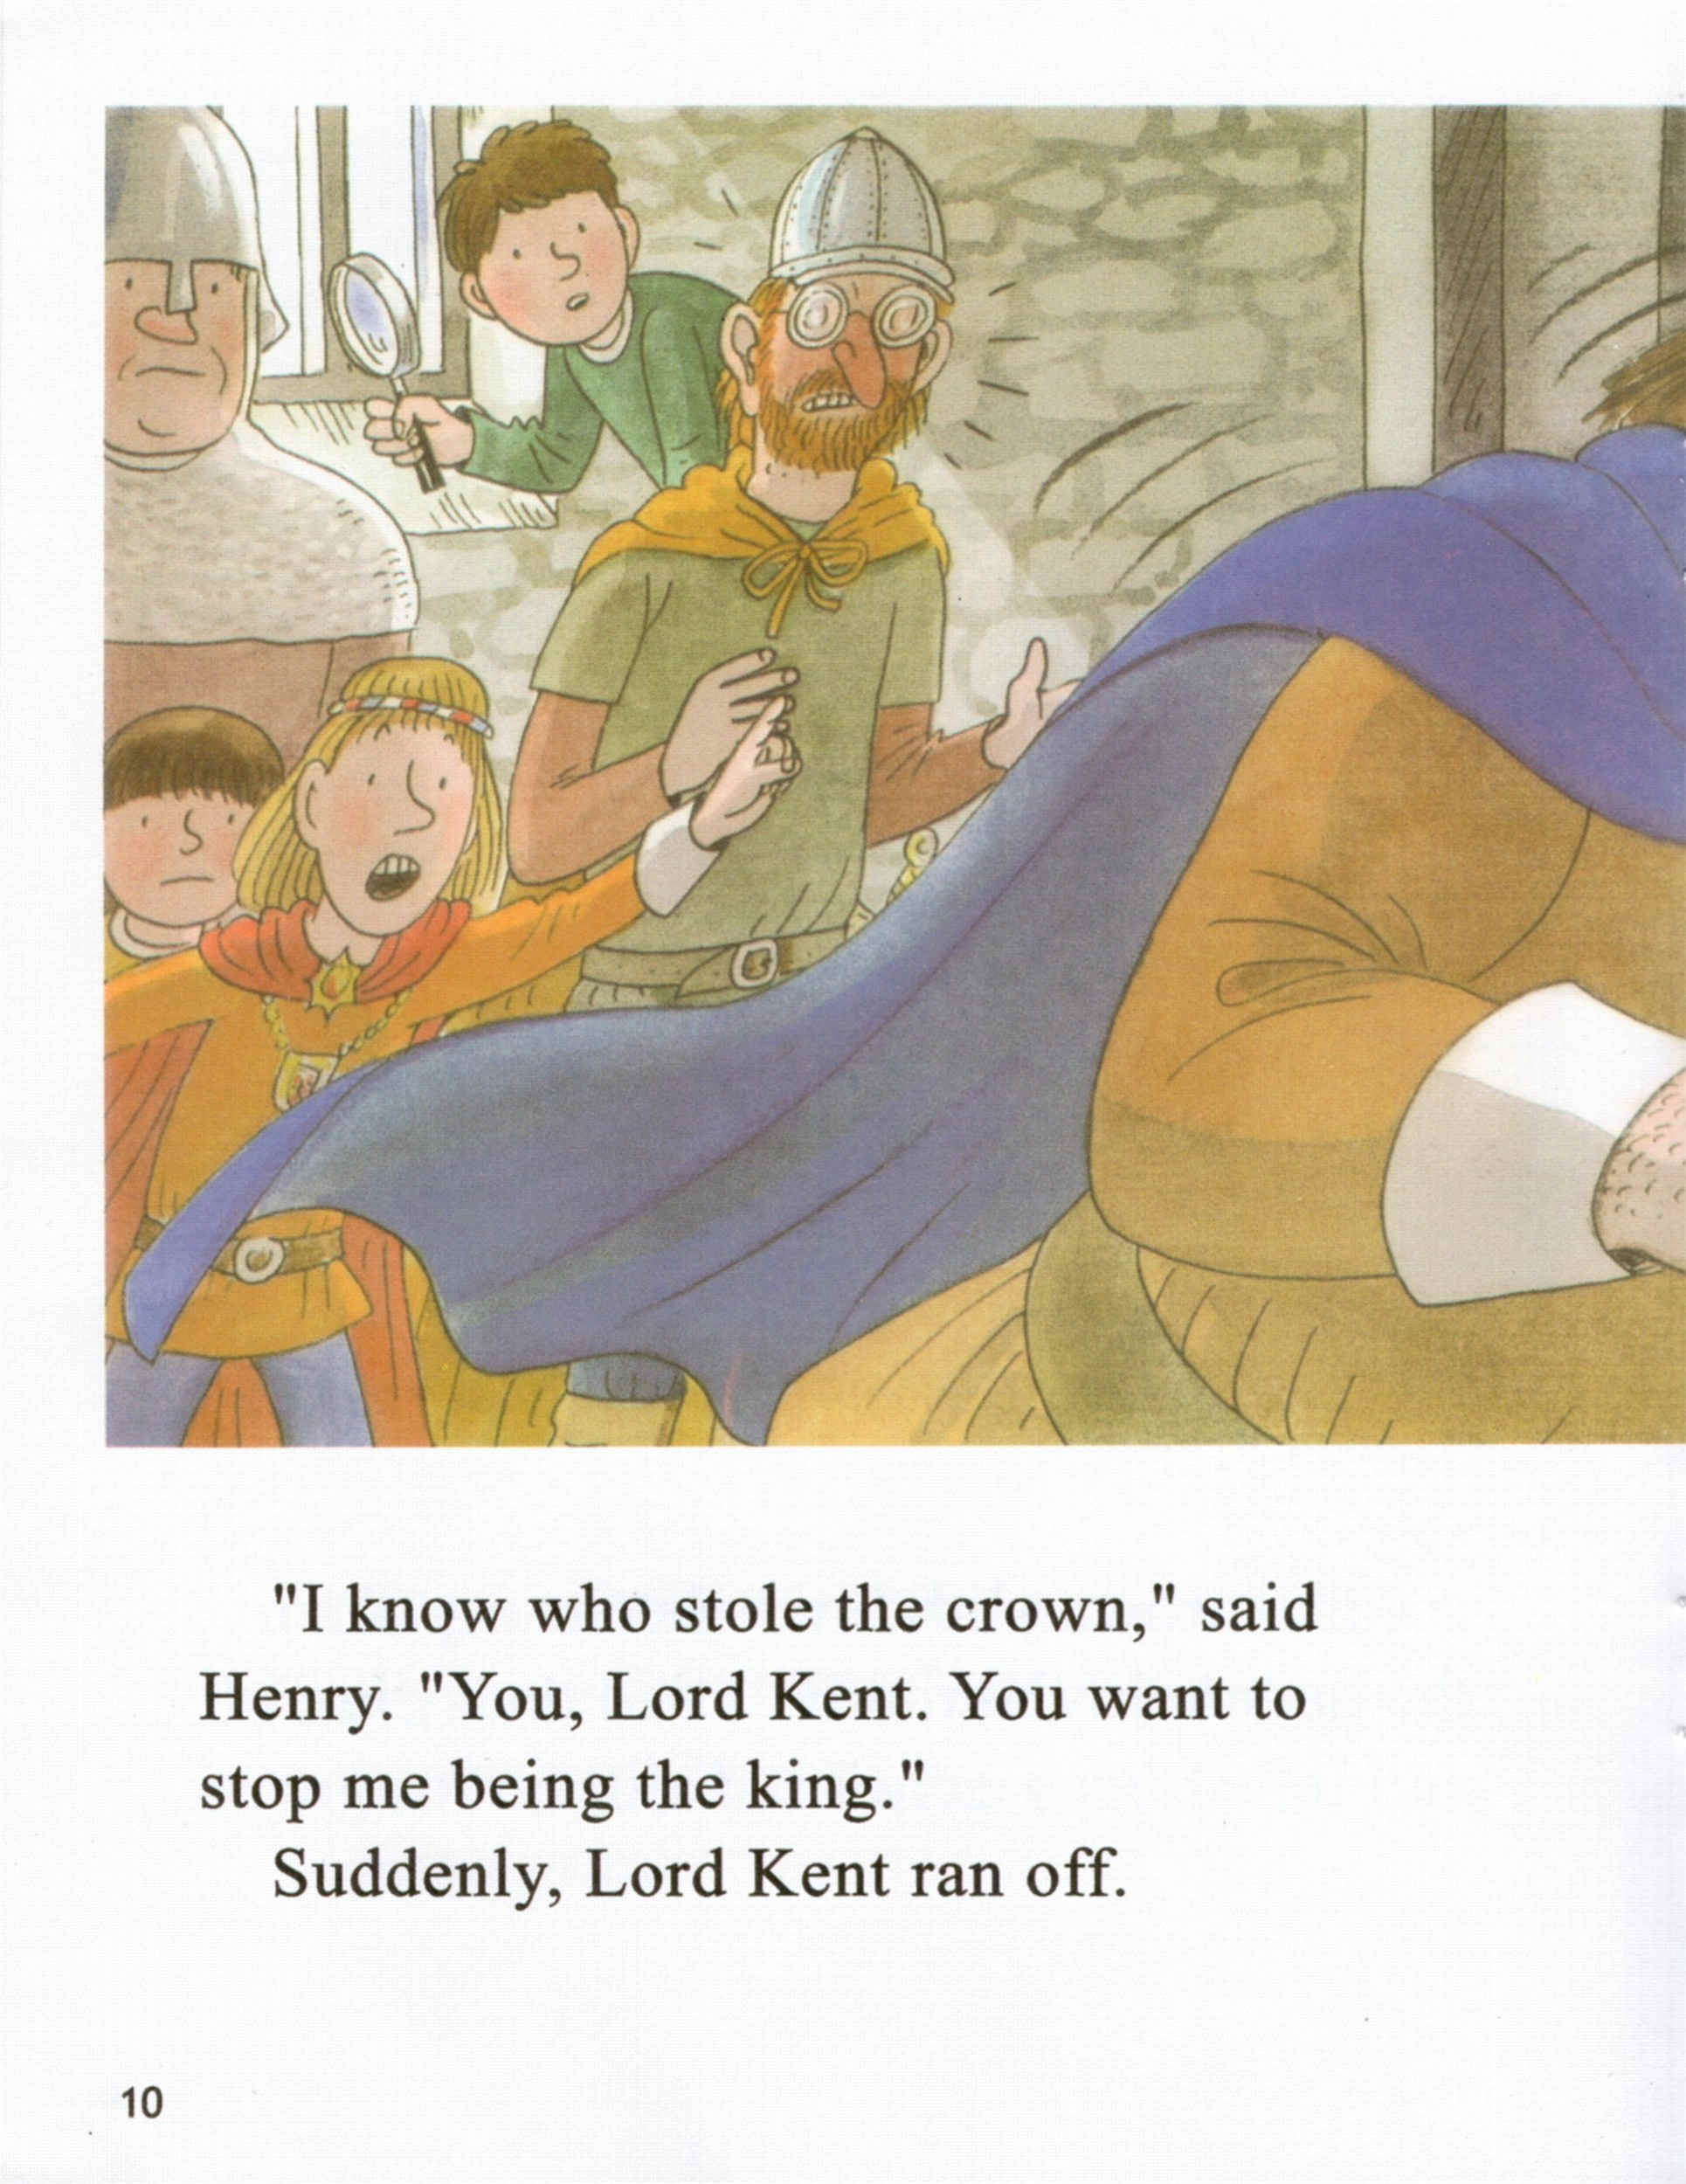 "I know who stole the crown," said
Henry. "You, Lord Kent. You want to
stop me being the king."
Suddenly, Lord Kent ran off.
10